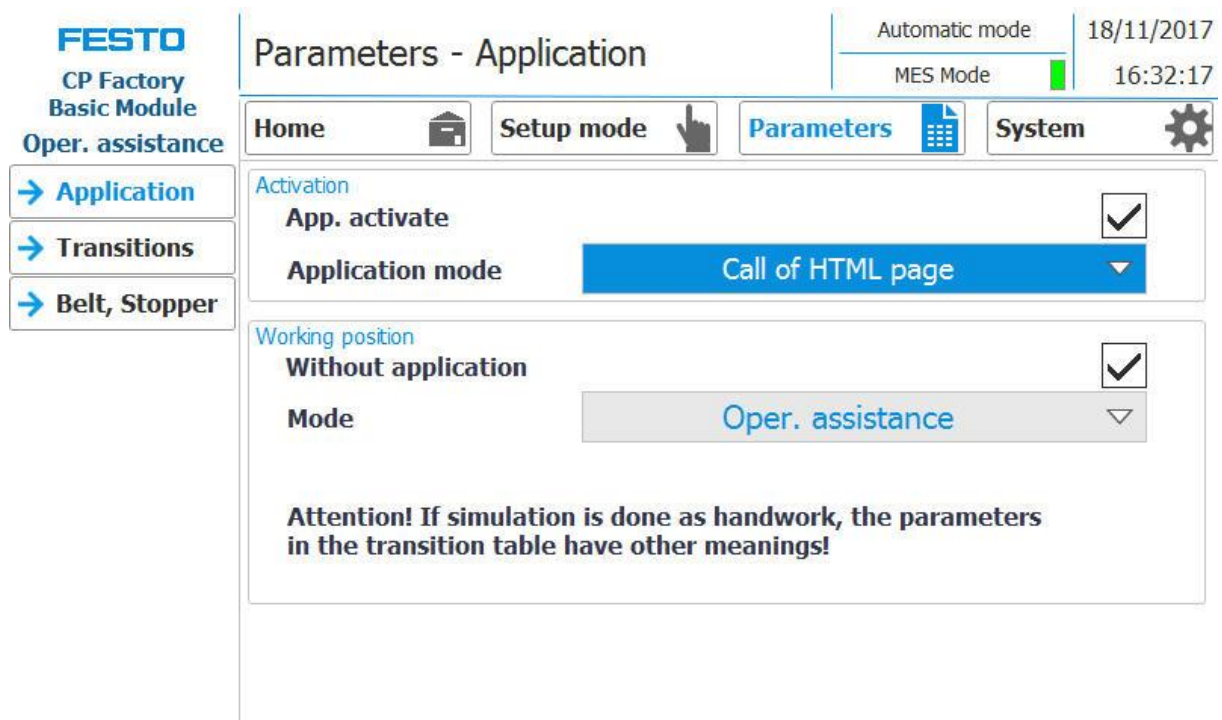 FESTO
CP Factory
Basic Module
Oper. assistance
Parameters - Application
Automatic mode
MES Mode
18/11/2017
16:32:17
Home
Setup mode
Parameters
System
Application
Transitions
Belt, Stopper
Activation
App. activate
Application mode
Call of HTML page
Working position
Without application
Mode
Oper. assistance
Attention! If simulation is done as handwork, the parameters
in the transition table have other meanings!